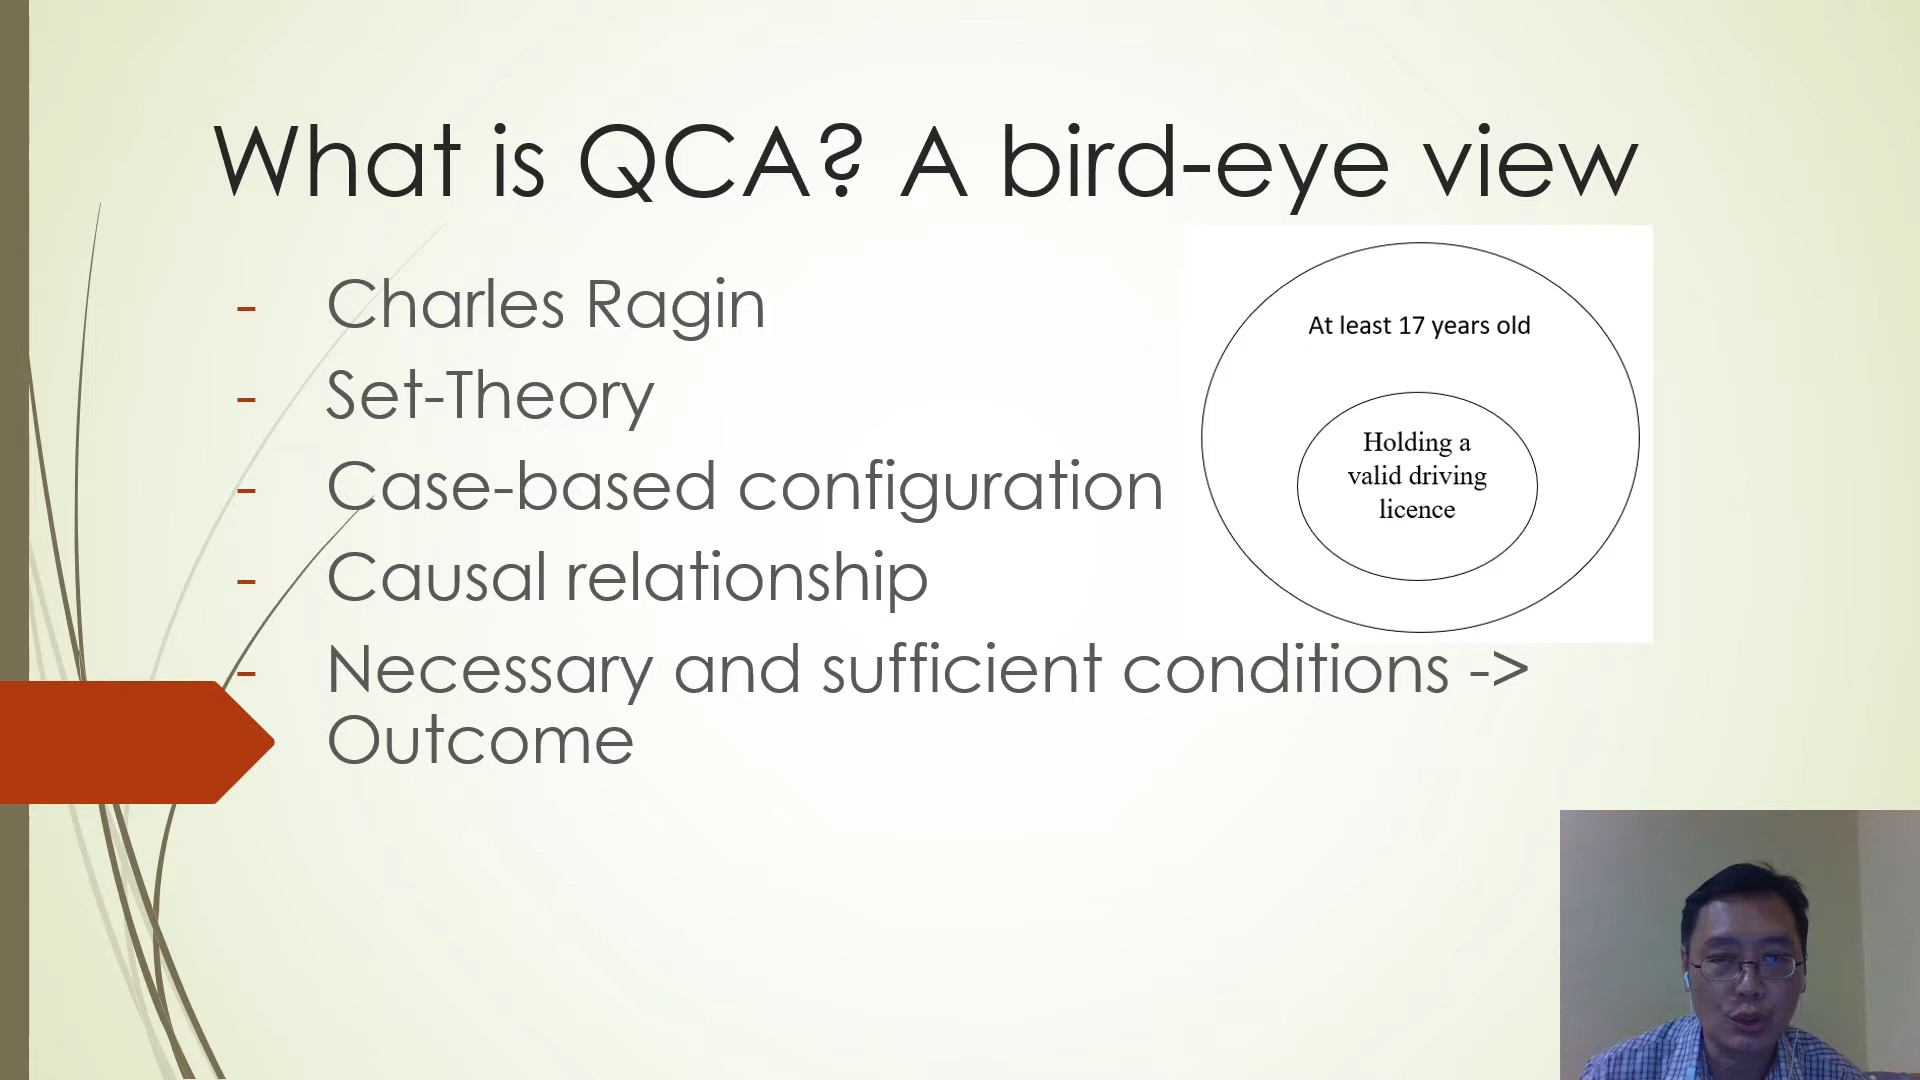 What is QCA? A bird-eye view
- Charles Ragin
- Set-Theory
- Case-based configuration
- Causal relationship
- Necessary and sufficient conditions ->
Outcome
At least 17 years old
Holding a
valid driving
licence